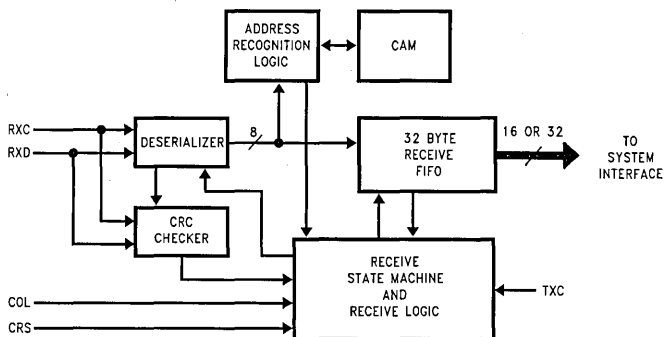 ADDRESS
RECOGNITION
LOGIC
CAM
RXC
RXD
DESERIALIZER
8
32 BYTE
RECEIVE
FIFO
16 OR 32
TO
SYSTEM
INTERFACE
CRC
CHECKER
RECEIVE
STATE MACHINE
AND
RECEIVE LOGIC
TXC
COL
CRS